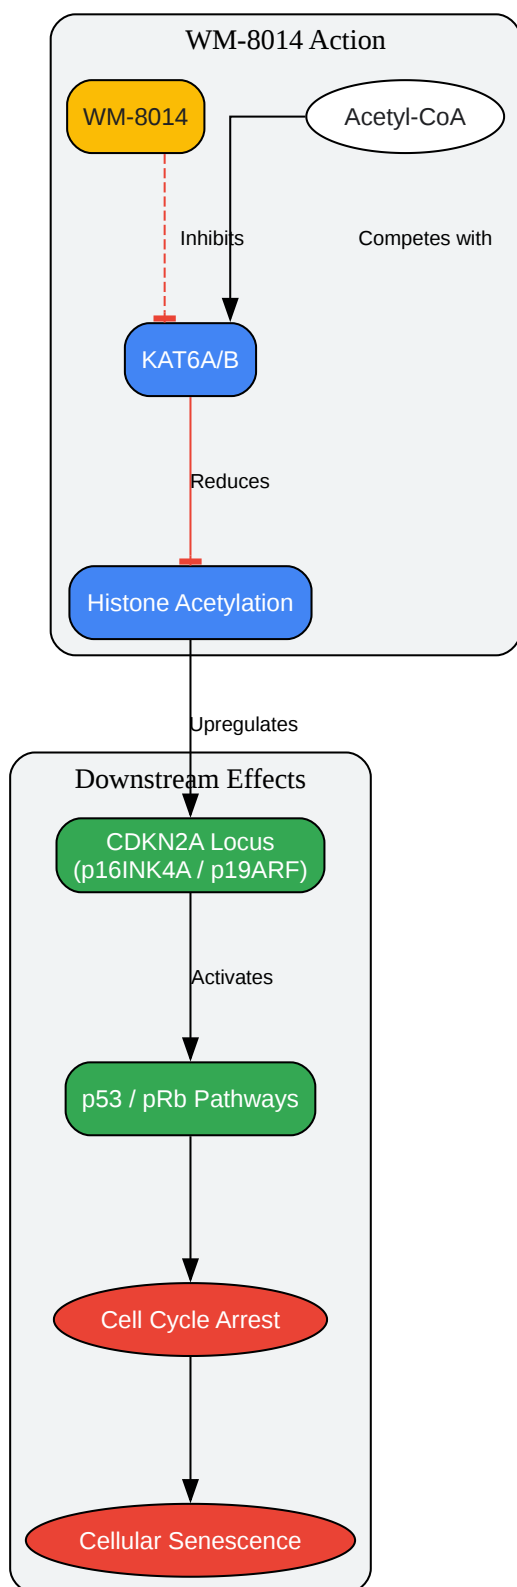 WM-8014 Action
WM-8014
Acetyl-CoA
Inhibits
Competes with
KAT6A/B
Reduces
Histone Acetylation
Upregulates
Downstream Effects
CDKN2A Locus
(p16INK4A / p19ARF)
Activates
p53 / pRb Pathways
Cell Cycle Arrest
Cellular Senescence